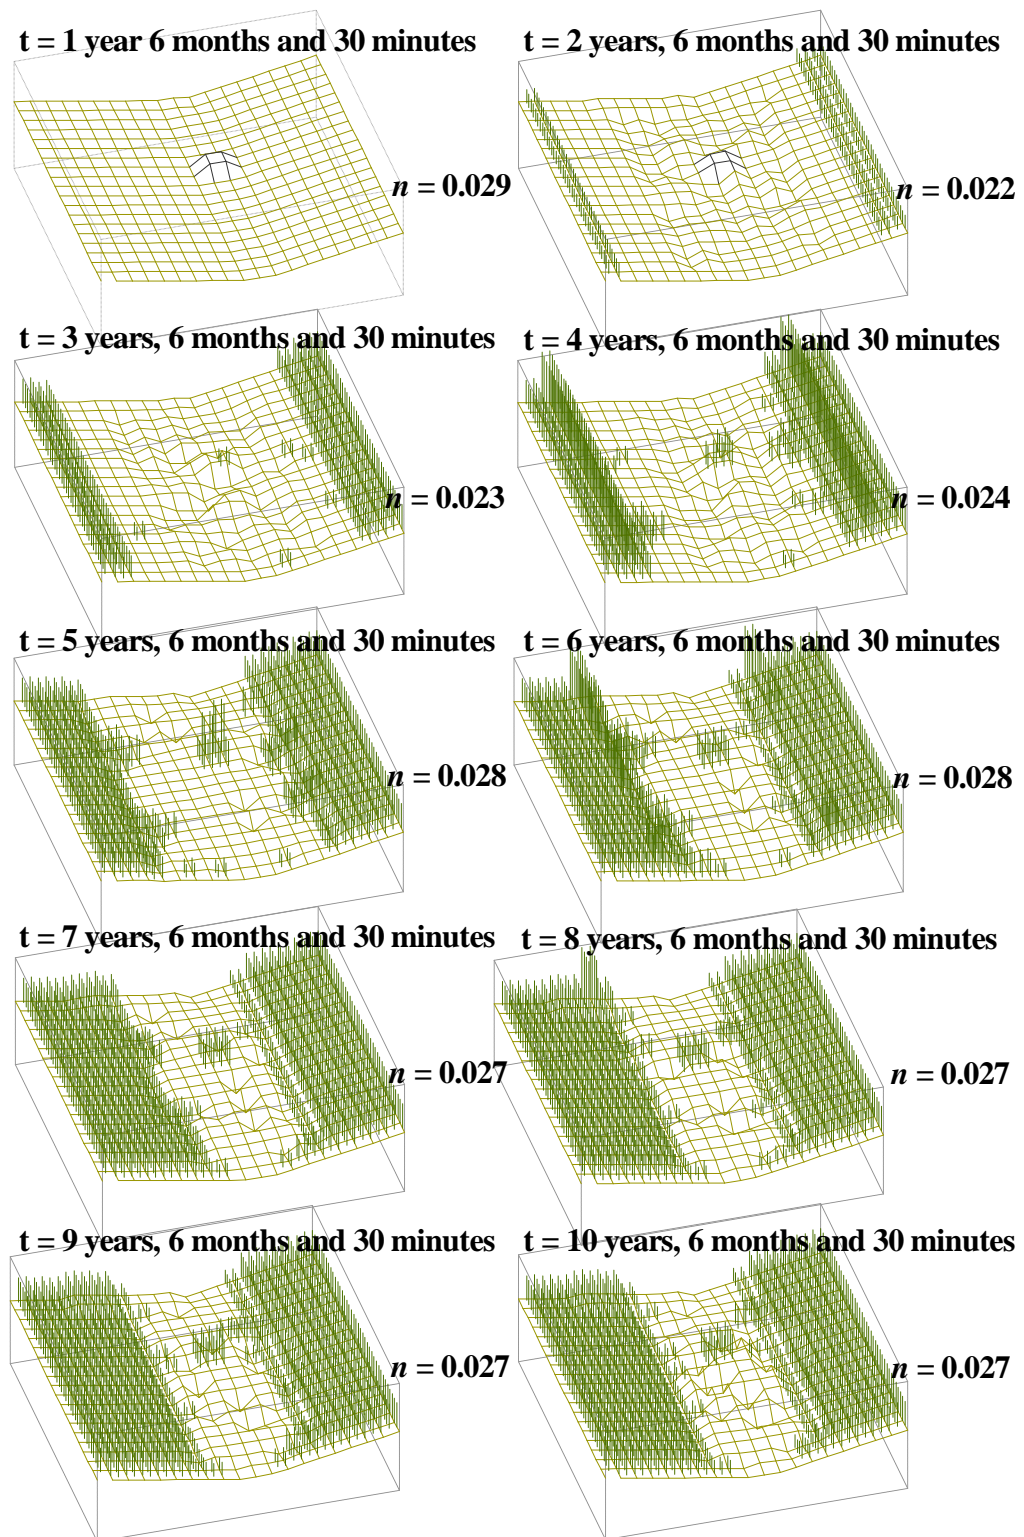 t = 1 year 6 months and 30 minutes
n = 0.029
t = 2 years, 6 months and 30 minutes
n = 0.022
t = 3 years, 6 months and 30 minutes
n = 0.023
t = 4 years, 6 months and 30 minutes
n = 0.024
t = 5 years, 6 months and 30 minutes
n = 0.028
t = 6 years, 6 months and 30 minutes
n = 0.028
t = 7 years, 6 months and 30 minutes
n = 0.027
t = 8 years, 6 months and 30 minutes
n = 0.027
t = 9 years, 6 months and 30 minutes
n = 0.027
t = 10 years, 6 months and 30 minutes
n = 0.027